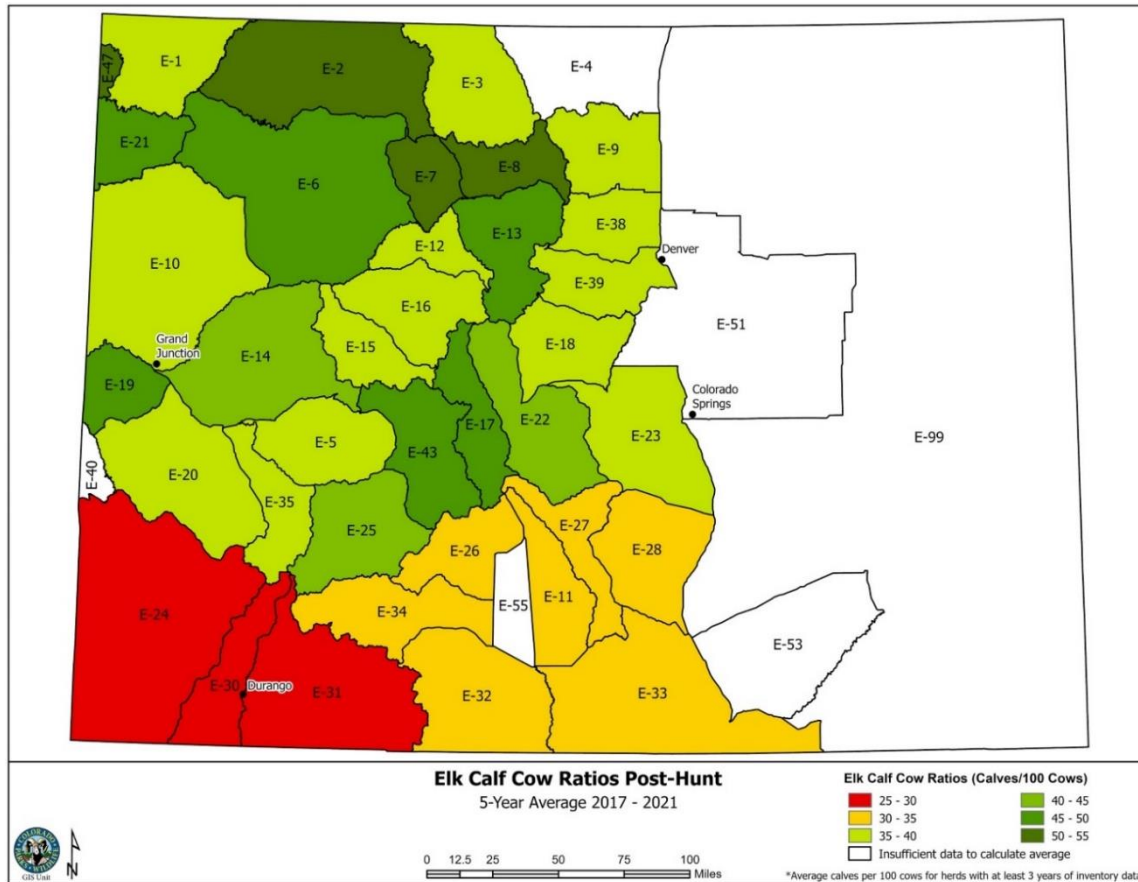 E-47
E-1
E-2
E-3
E-4
E-21
E-6
E-7
E-8
E-9
E-10
E-12
E-13
E-38
Denver
E-39
E-16
E-51
Grand
Junction
E-14
E-15
E-18
E-19
Colorado
Springs
E-22
E-23
E-17
E-5
E-43
E-99
E-40
E-20
E-35
E-25
E-26
E-27
E-28
E-24
E-34
E-55
E-11
E-53
E-30
Durango
E-31
E-32
E-33
Elk Calf Cow Ratios Post-Hunt
5-Year Average 2017 - 2021
Elk Calf Cow Ratios (Calves/100 Cows)
25 - 30
30 - 35
35 - 40
40 - 45
45 - 50
50 - 55
Insufficient data to calculate average
*Average calves per 100 cows for herds with at least 3 years of inventory data
COLORADO
PARKS
WILDLIFE
GIS Unit
N
0 12.5 25 50 75 100
Miles